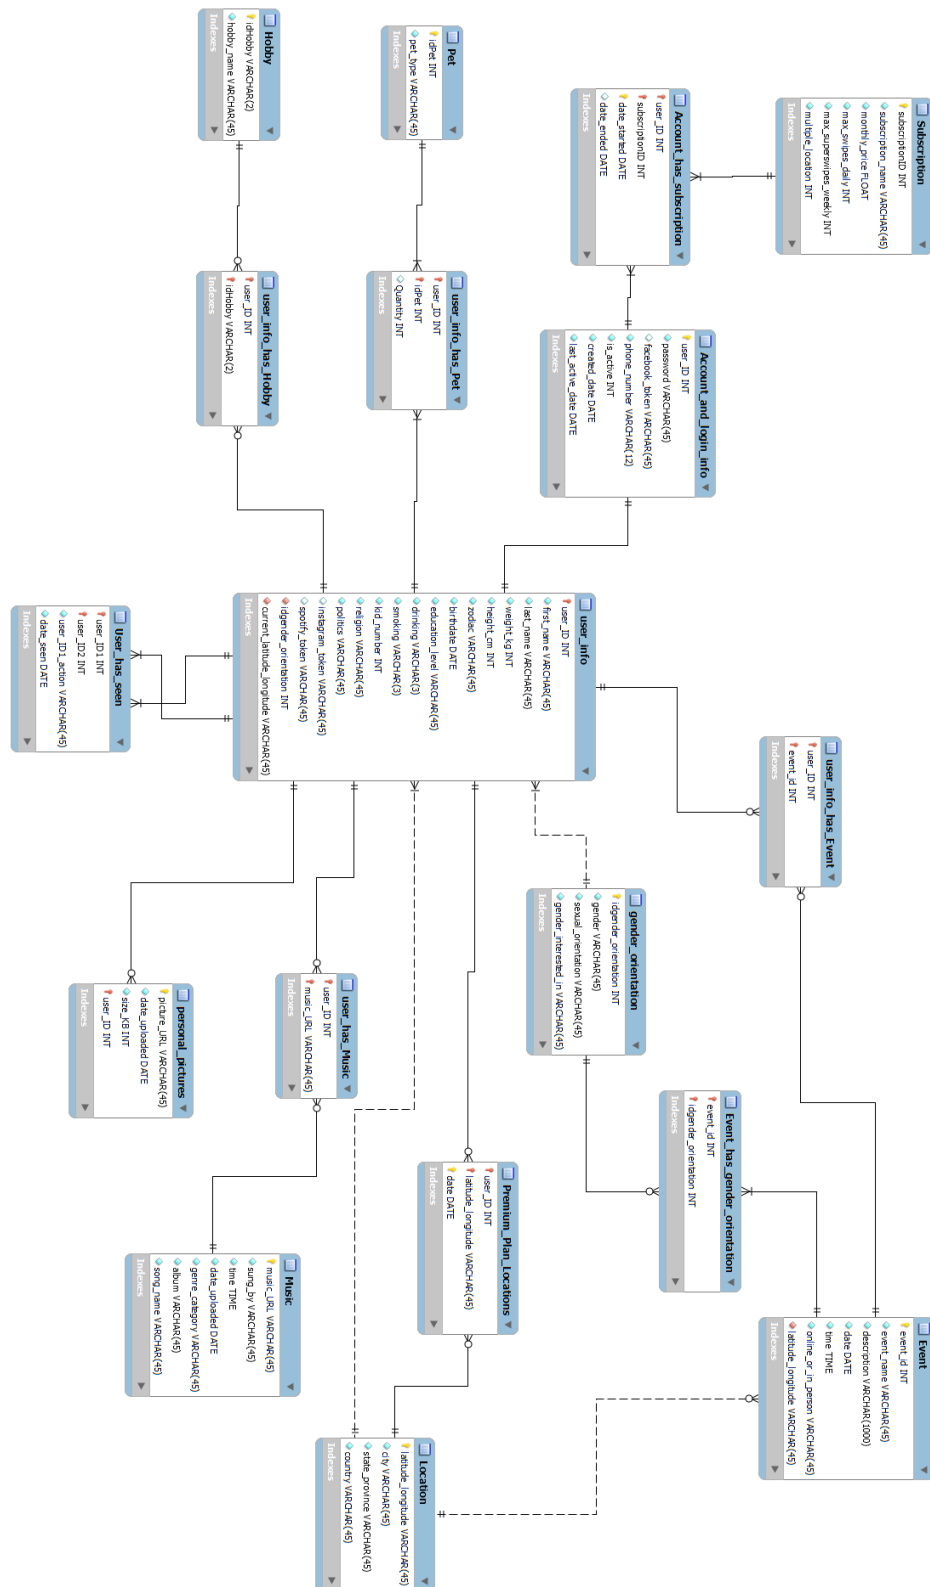 Subscription
subscriptionID INT
subscription_name VARCHAR(45)
monthly_price FLOAT
max_swipes_daily INT
max_superswipes_weekly INT
multiple_location INT
Indexes
Account_has_subscription
user_ID INT
subscriptionID INT
date_started DATE
date_ended DATE
Indexes
Account_and_login_info
user_ID INT
password VARCHAR(45)
facebook_token VARCHAR(45)
phone_number VARCHAR(12)
is_active INT
created_date DATE
last_active_date DATE
Indexes
Pet
idPet INT
pet_type VARCHAR(45)
Indexes
user_info_has_Pet
user_ID INT
idPet INT
Quantity INT
Indexes
Hobby
idHobby VARCHAR(2)
hobby_name VARCHAR(45)
Indexes
user_info_has_Hobby
user_ID INT
idHobby VARCHAR(2)
Indexes
user_info
user_ID INT
first_name VARCHAR(45)
last_name VARCHAR(45)
weight_kg INT
height_cm INT
zodiac VARCHAR(45)
birthdate DATE
education_level VARCHAR(45)
drinking VARCHAR(3)
smoking VARCHAR(3)
kid_number INT
religion VARCHAR(45)
politics VARCHAR(45)
instagram_token VARCHAR(45)
spotify_token VARCHAR(45)
idgender_orientation INT
current_latitude_longitude VARCHAR(45)
Indexes
User_has_seen
user_ID1 INT
user_ID2 INT
user_ID1_action VARCHAR(45)
date_seen DATE
Indexes
user_info_has_Event
user_ID INT
event_id INT
Indexes
gender_orientation
idgender_orientation INT
gender VARCHAR(45)
sexual_orientation VARCHAR(45)
gender_interested_in VARCHAR(45)
Indexes
Event_has_gender_orientation
event_id INT
idgender_orientation INT
Indexes
Event
event_id INT
event_name VARCHAR(45)
description VARCHAR(1000)
date DATE
time TIME
online_or_in_person VARCHAR(45)
latitude_longitude VARCHAR(45)
Indexes
Premium_Plan_Locations
user_ID INT
latitude_longitude VARCHAR(45)
date DATE
Indexes
Location
latitude_longitude VARCHAR(45)
city VARCHAR(45)
state_province VARCHAR(45)
country VARCHAR(45)
Indexes
user_has_Music
user_ID INT
music_URL VARCHAR(45)
Indexes
Music
music_URL VARCHAR(45)
sung_by VARCHAR(45)
time TIME
date_uploaded DATE
genre_category VARCHAR(45)
album VARCHAR(45)
song_name VARCHAR(45)
Indexes
personal_pictures
picture_URL VARCHAR(45)
date_uploaded DATE
size_KB INT
user_ID INT
Indexes